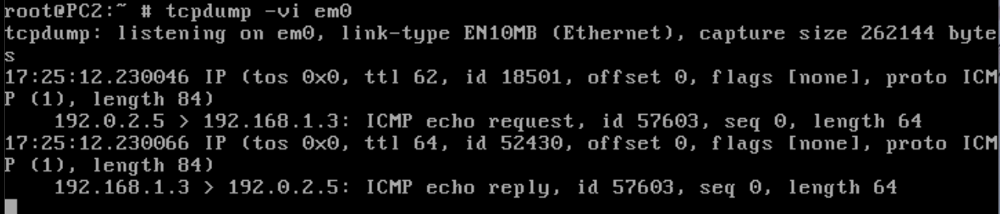 root@PC2:~ # tcpdump -vi em0
tcpdump: listening on em0, link-type EN10MB (Ethernet), capture size 262144 byte
s
17:25:12.230046 IP (tos 0x0, ttl 62, id 18501, offset 0, flags [none], proto ICM
P (1), length 84)
    192.0.2.5 > 192.168.1.3: ICMP echo request, id 57603, seq 0, length 64
17:25:12.230066 IP (tos 0x0, ttl 64, id 52430, offset 0, flags [none], proto ICM
P (1), length 84)
    192.168.1.3 > 192.0.2.5: ICMP echo reply, id 57603, seq 0, length 64